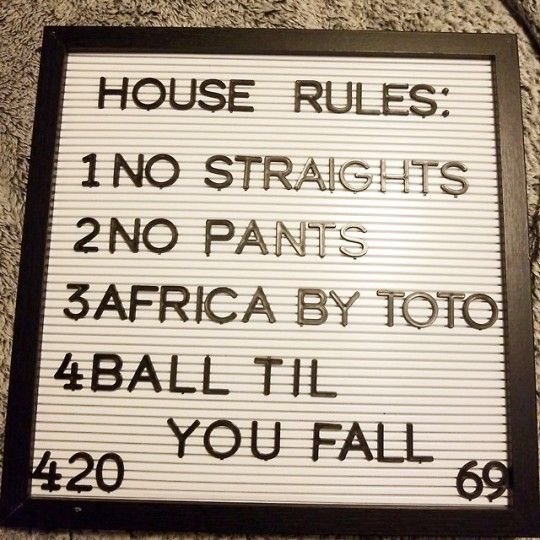 HOUSE RULES:
1 NO STRAIGHTS
2 NO PANTS
3 AFRICA BY TOTO
4 BALL TIL
YOU FALL
420 69